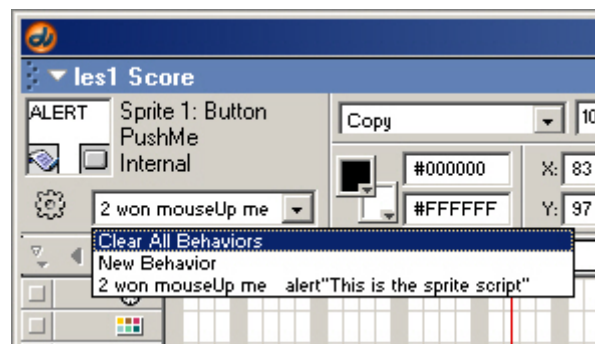 les1 Score
ALERT
Sprite 1: Button
PushMe
Internal
Copy
10
#000000
X: 83
2 won mouseUp me
#FFFFFF
Y: 97
Clear All Behaviors
New Behavior
2 won mouseUp me alert"This is the sprite script"